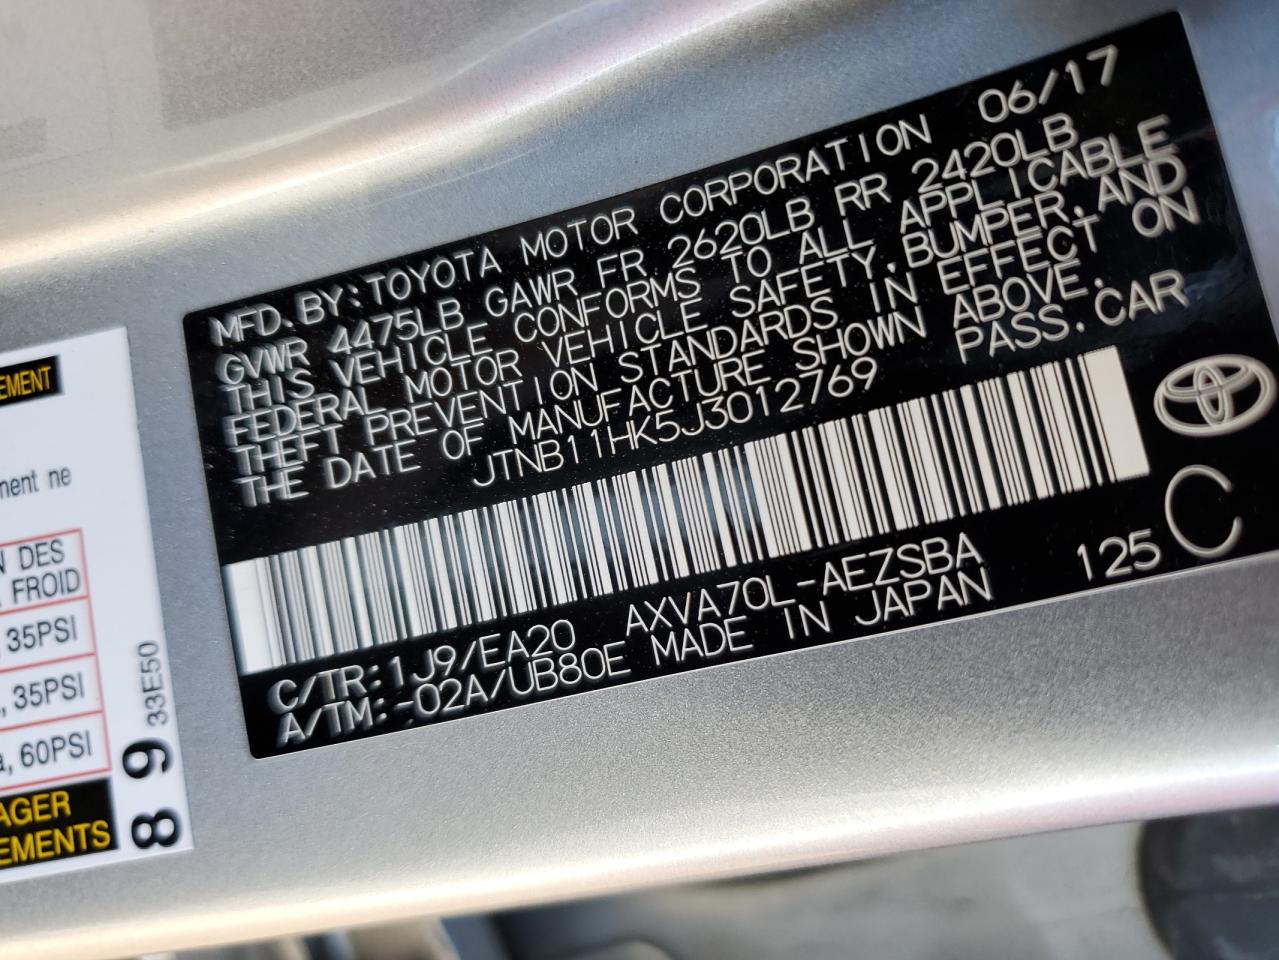 MFD. BY: TOYOTA MOTOR CORPORATION 06/17
GVWR 4475LB GAWR FR 2620LB RR 2420LB
THIS VEHICLE CONFORMS TO ALL APPLICABLE
FEDERAL MOTOR VEHICLE SAFETY, BUMPER, AND
THEFT PREVENTION STANDARDS IN EFFECT ON
THE DATE OF MANUFACTURE SHOWN ABOVE.
JTNB11HK5J3012769 PASS. CAR
C/TR: 1J9/EA20 AXVA70L-AEZSBA 125 C
A/TM: -02A/UB80E MADE IN JAPAN
EMENT
ment ne
N DES
FROID
, 35PSI
, 35PSI
a, 60PSI
AGER
EMENTS
8 9 33E50